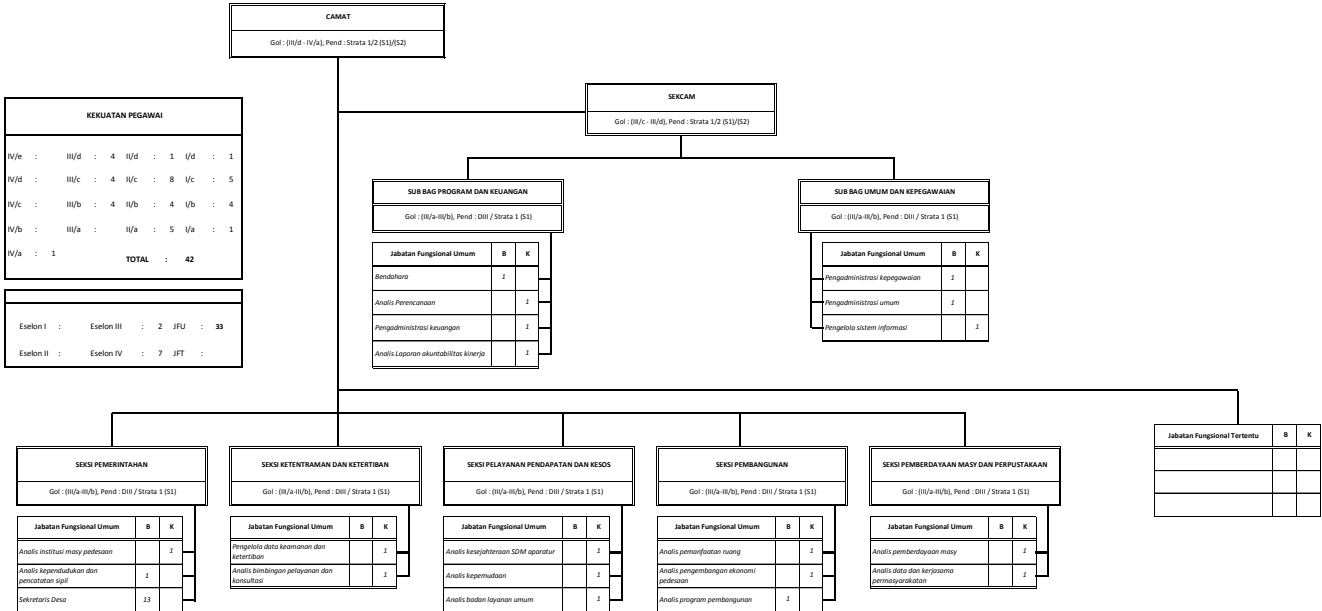 CAMAT
Gol : (III/d - IV/a), Pend : Strata 1/2 (S1)/(S2)
SEKCAM
Gol : (III/c - III/d), Pend : Strata 1/2 (S1)/(S2)
KEKUATAN PEGAWAI
IV/e : III/d : 4 II/d : 1 I/d : 1
IV/d : III/c : 4 II/c : 8 I/c : 5
IV/c : III/b : 4 II/b : 4 I/b : 4
IV/b : III/a : II/a : 5 I/a : 1
IV/a : 1 TOTAL : 42
Eselon I : Eselon III : 2 JFU : 33
Eselon II : Eselon IV : 7 JFT :
SUB BAG PROGRAM DAN KEUANGAN
Gol : (III/a-III/b), Pend : DIII / Strata 1 (S1)
Jabatan Fungsional Umum B K
Bendahara 1
Analis Perencanaan 1
Pengadministrasi keuangan 1
Analis Laporan akuntabilitas kinerja 1
SUB BAG UMUM DAN KEPEGAWAIAN
Gol : (III/a-III/b), Pend : DIII / Strata 1 (S1)
Jabatan Fungsional Umum B K
Pengadministrasi kepegawaian 1
Pengadministrasi umum 1
Pengelola sistem informasi 1
SEKSI PEMERINTAHAN
Gol : (III/a-III/b), Pend : DIII / Strata 1 (S1)
Jabatan Fungsional Umum B K
Analis institusi masy pedesaan 1
Analis kependudukan dan
pencatatan sipil 1
Sekretaris Desa 13
SEKSI KETENTRAMAN DAN KETERTIBAN
Gol : (III/a-III/b), Pend : DIII / Strata 1 (S1)
Jabatan Fungsional Umum B K
Pengelola data keamanan dan
ketertiban 1
Analis bimbingan pelayanan dan
konsultasi 1
SEKSI PELAYANAN PENDAPATAN DAN KESOS
Gol : (III/a-III/b), Pend : DIII / Strata 1 (S1)
Jabatan Fungsional Umum B K
Analis kesejahteraan SDM aparatur 1
Analis kepemudaan 1
Analis badan layanan umum 1
SEKSI PEMBANGUNAN
Gol : (III/a-III/b), Pend : DIII / Strata 1 (S1)
Jabatan Fungsional Umum B K
Analis pemanfaatan ruang 1
Analis pengembangan ekonomi
pedesaan 1
Analis program pembangunan 1
SEKSI PEMBERDAYAAN MASY DAN PERPUSTAKAAN
Gol : (III/a-III/b), Pend : DIII / Strata 1 (S1)
Jabatan Fungsional Umum B K
Analis pemberdayaan masy 1
Analis data dan kerjasama
permasyarakatan 1
Jabatan Fungsional Tertentu B K